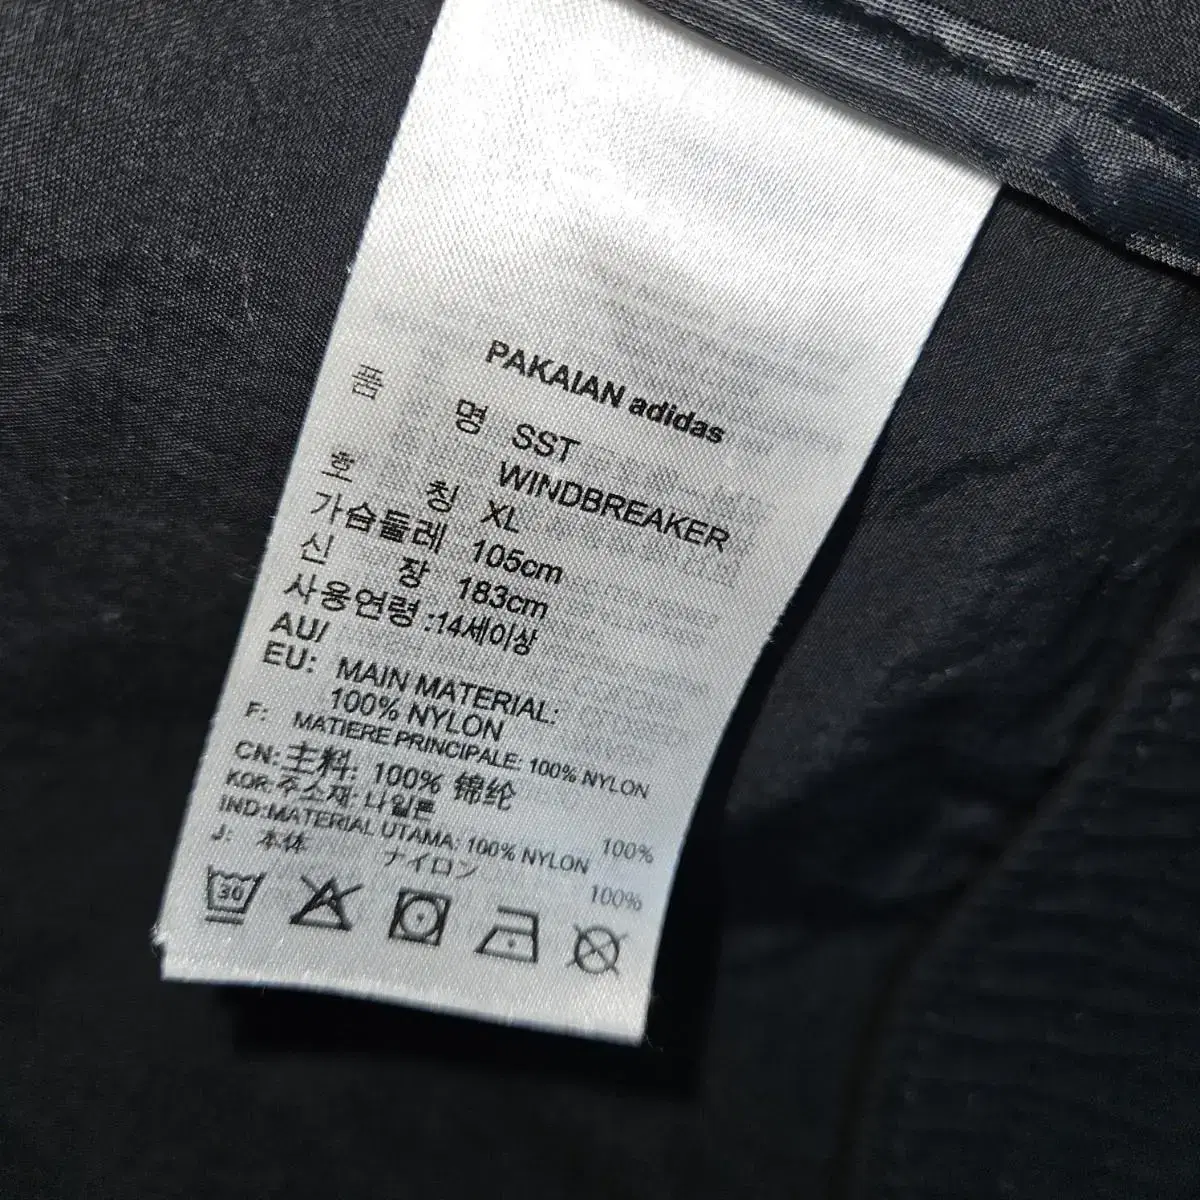 PAKAIAN adidas
품 명 SST
WINDBREAKER
호 칭 XL
가슴둘레 105cm
신 장 183cm
사용연령 :14세이상
AU/
EU: MAIN MATERIAL:
100% NYLON
F: MATIERE PRINCIPALE: 100% NYLON
CN: 主料: 100% 锦纶
KOR: 주소재: 나일론 100%
IND:MATERIAL UTAMA: 100% NYLON
J: 本体 ナイロン 100%
30